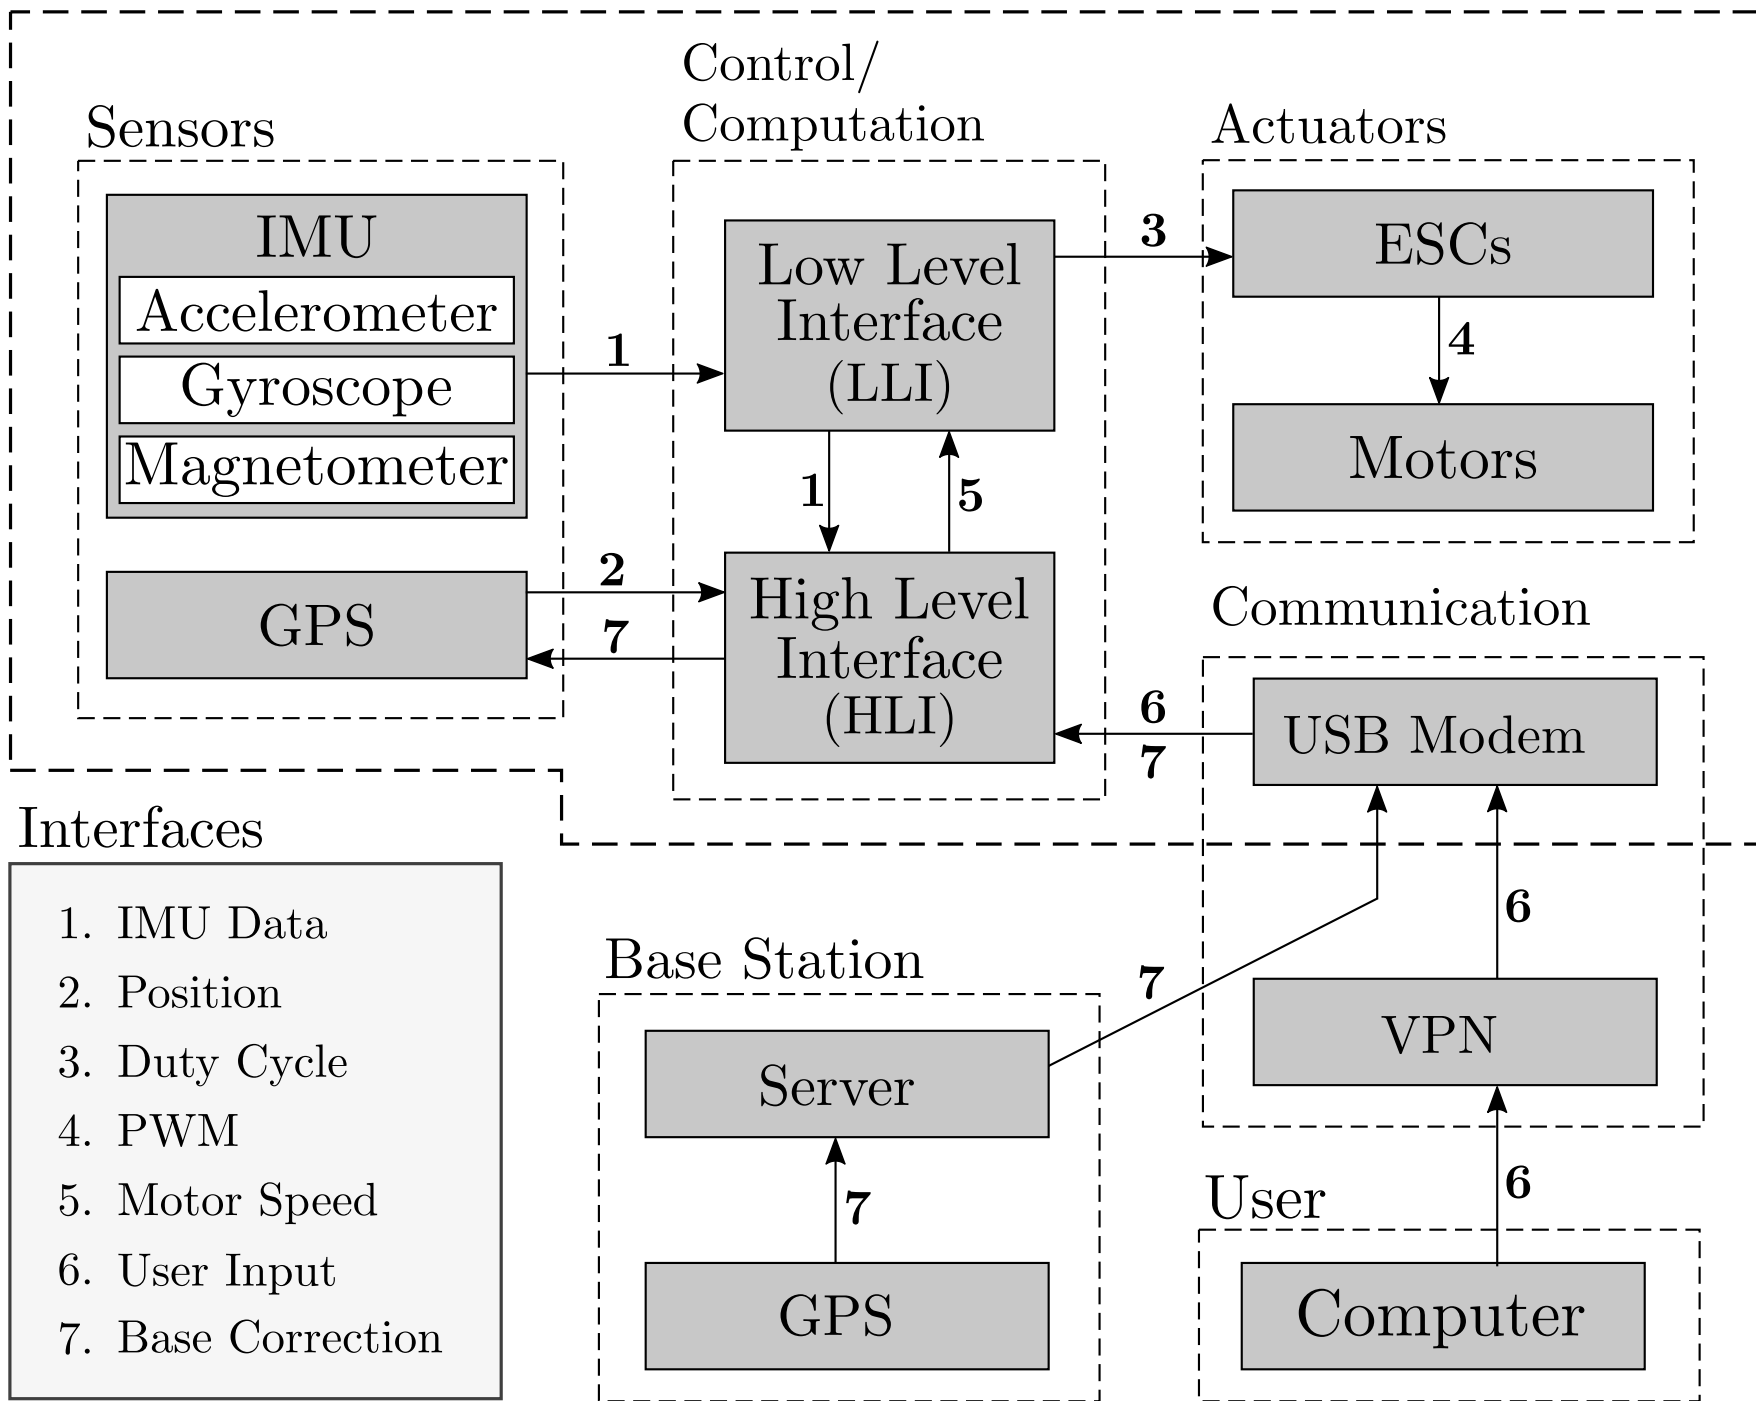 Control/
Computation
Sensors
Actuators
IMU
Accelerometer
Gyroscope
Magnetometer
GPS
1
2
7
Low Level
Interface
(LLI)
1
5
High Level
Interface
(HLI)
3
ESCs
4
Motors
Communication
6
7
USB Modem
6
VPN
Interfaces
1. IMU Data
2. Position
3. Duty Cycle
4. PWM
5. Motor Speed
6. User Input
7. Base Correction
Base Station
7
Server
7
GPS
6
User
Computer